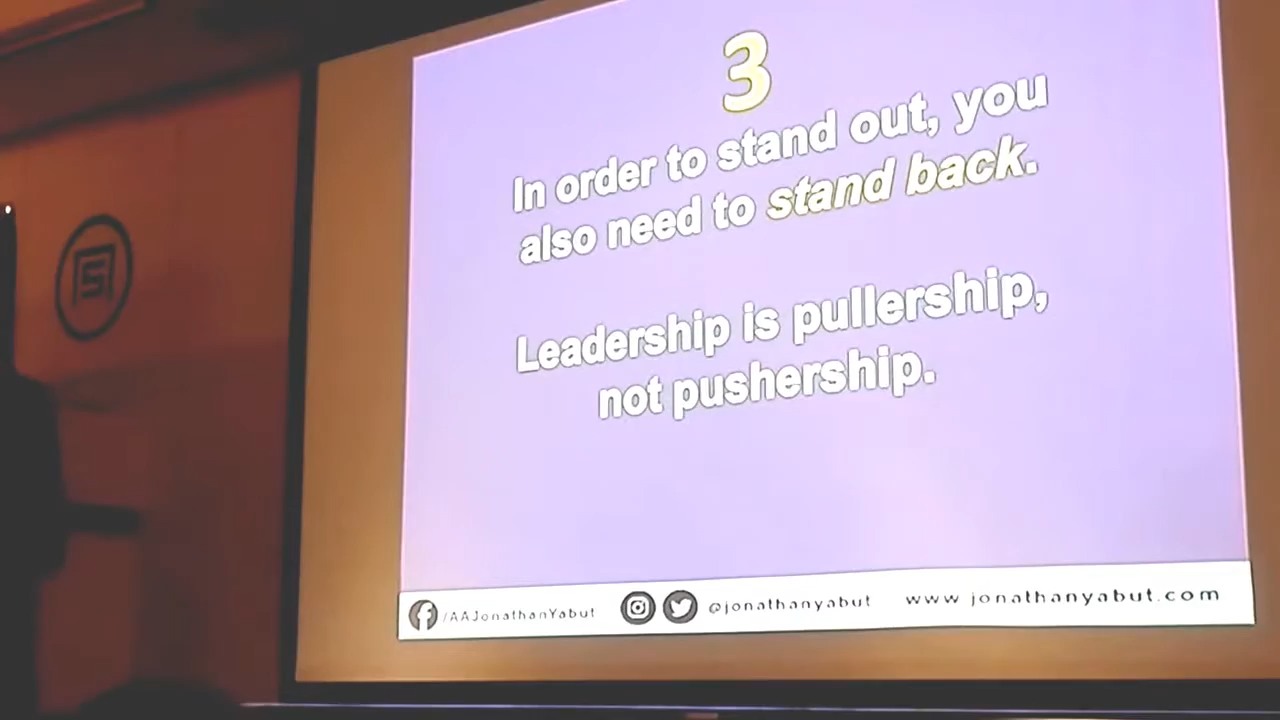 3
In order to stand out, you
also need to stand back.
Leadership is pullership,
not pushership.
/AAJonathanYabut @jonathanyabut www.jonathanyabut.com